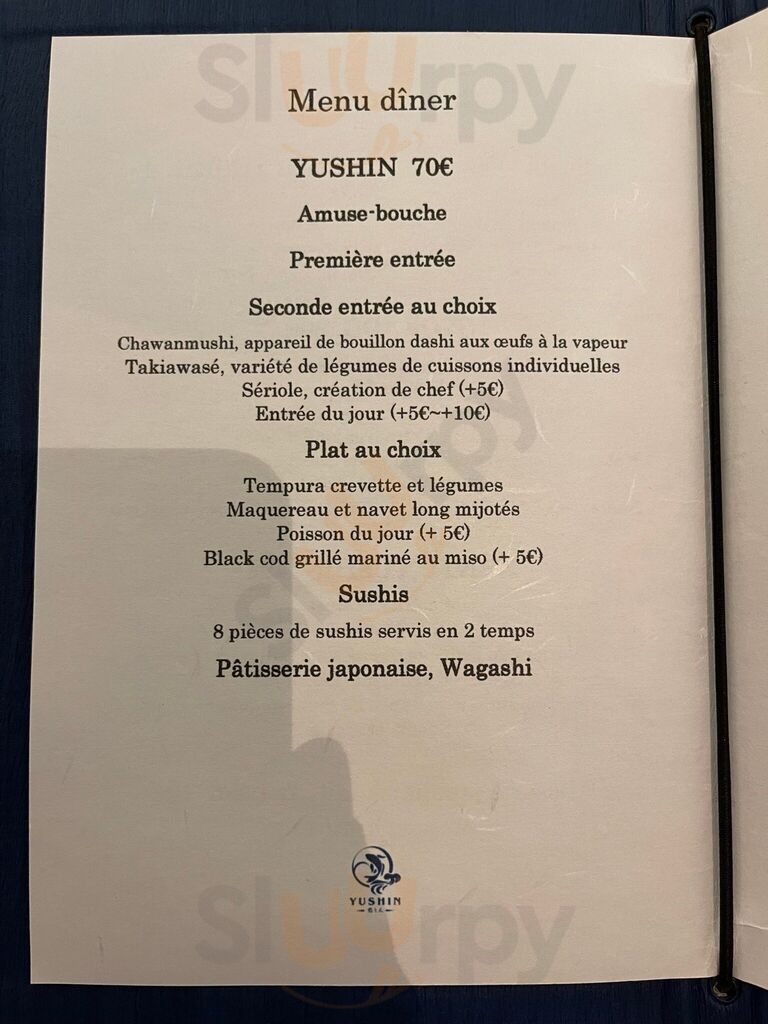 Menu dîner
YUSHIN 70€
Amuse-bouche
Première entrée
Seconde entrée au choix
Chawanmushi, appareil de bouillon dashi aux œufs à la vapeur
Takiawasé, variété de légumes de cuissons individuelles
Sériole, création de chef (+5€)
Entrée du jour (+5€~+10€)
Plat au choix
Tempura crevette et légumes
Maquereau et navet long mijotés
Poisson du jour (+ 5€)
Black cod grillé mariné au miso (+ 5€)
Sushis
8 pièces de sushis servis en 2 temps
Pâtisserie japonaise, Wagashi
YUSHIN
Sluurpy
Sluurpy
Sluurpy